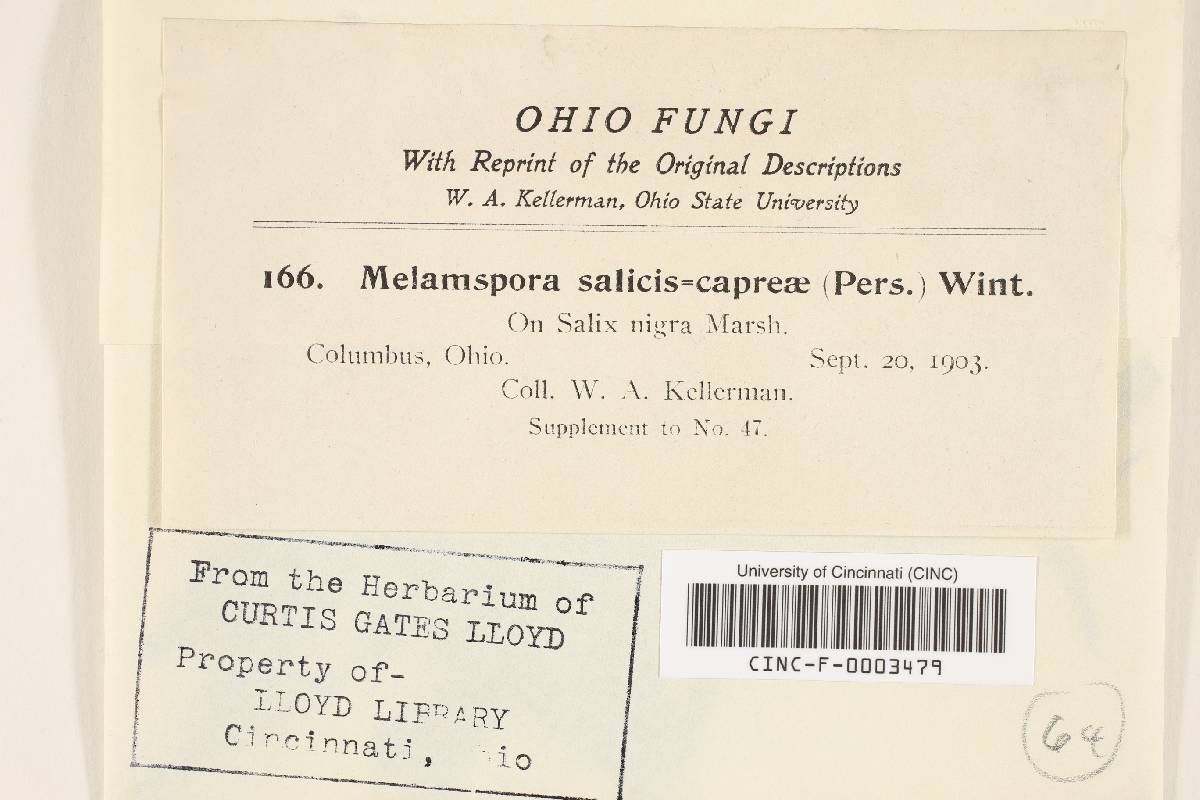 OHIO FUNGI
With Reprint of the Original Descriptions
W. A. Kellerman, Ohio State University
166. Melamspora salicis=capreæ (Pers.) Wint.
On Salix nigra Marsh.
Columbus, Ohio. Sept. 20, 1903.
Coll. W. A. Kellerman.
Supplement to No. 47.
From the Herbarium of
CURTIS GATES LLOYD
Property of-
LLOYD LIBRARY
Cincinnati, Ohio
University of Cincinnati (CINC)
CINC-F-0003479
64